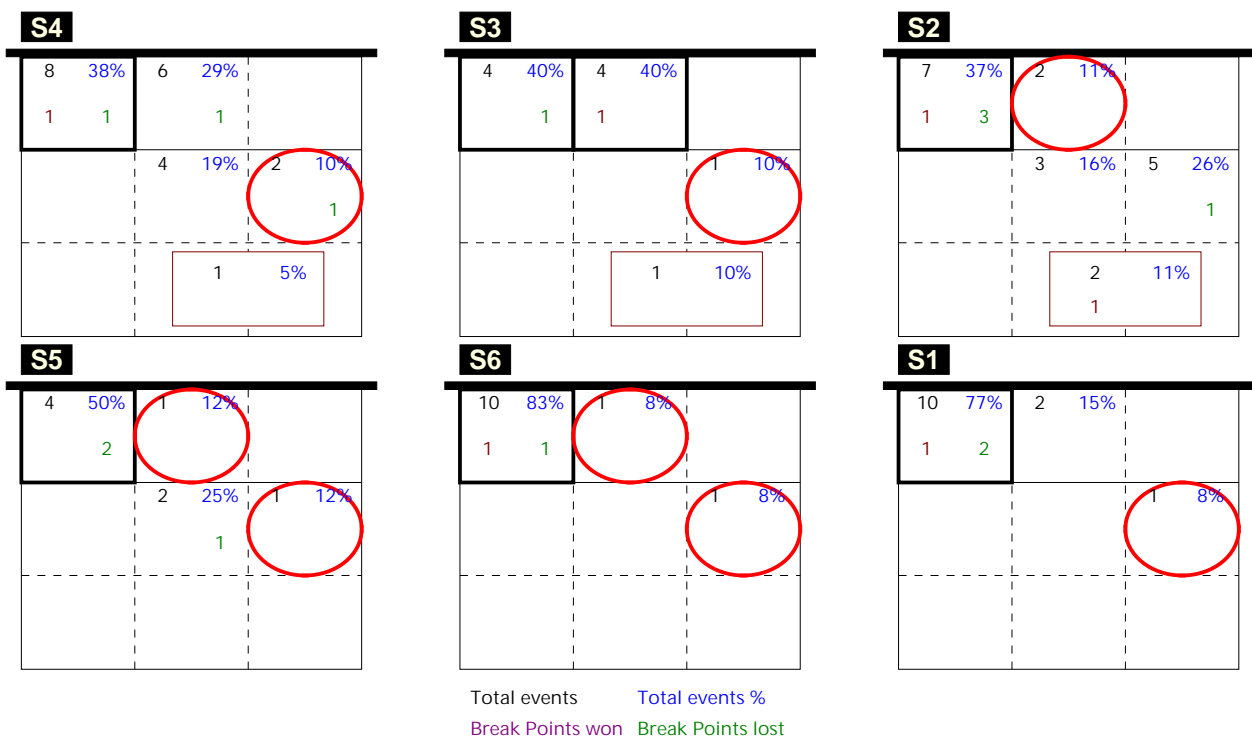 S4 S3 S2
8 38% 6 29% 4 40% 4 40% 7 37% 2 11%
1 1 1 1 1 1 3
4 19% 2 10% 1 10% 3 16% 5 26%
1 1
1 5% 1 10% 2 11%
1
S5 S6 S1
4 50% 1 12% 10 83% 1 8% 10 77% 2 15%
2 1 1 1 2
2 25% 1 12% 1 8% 1 8%
1
Total events Total events %
Break Points won Break Points lost